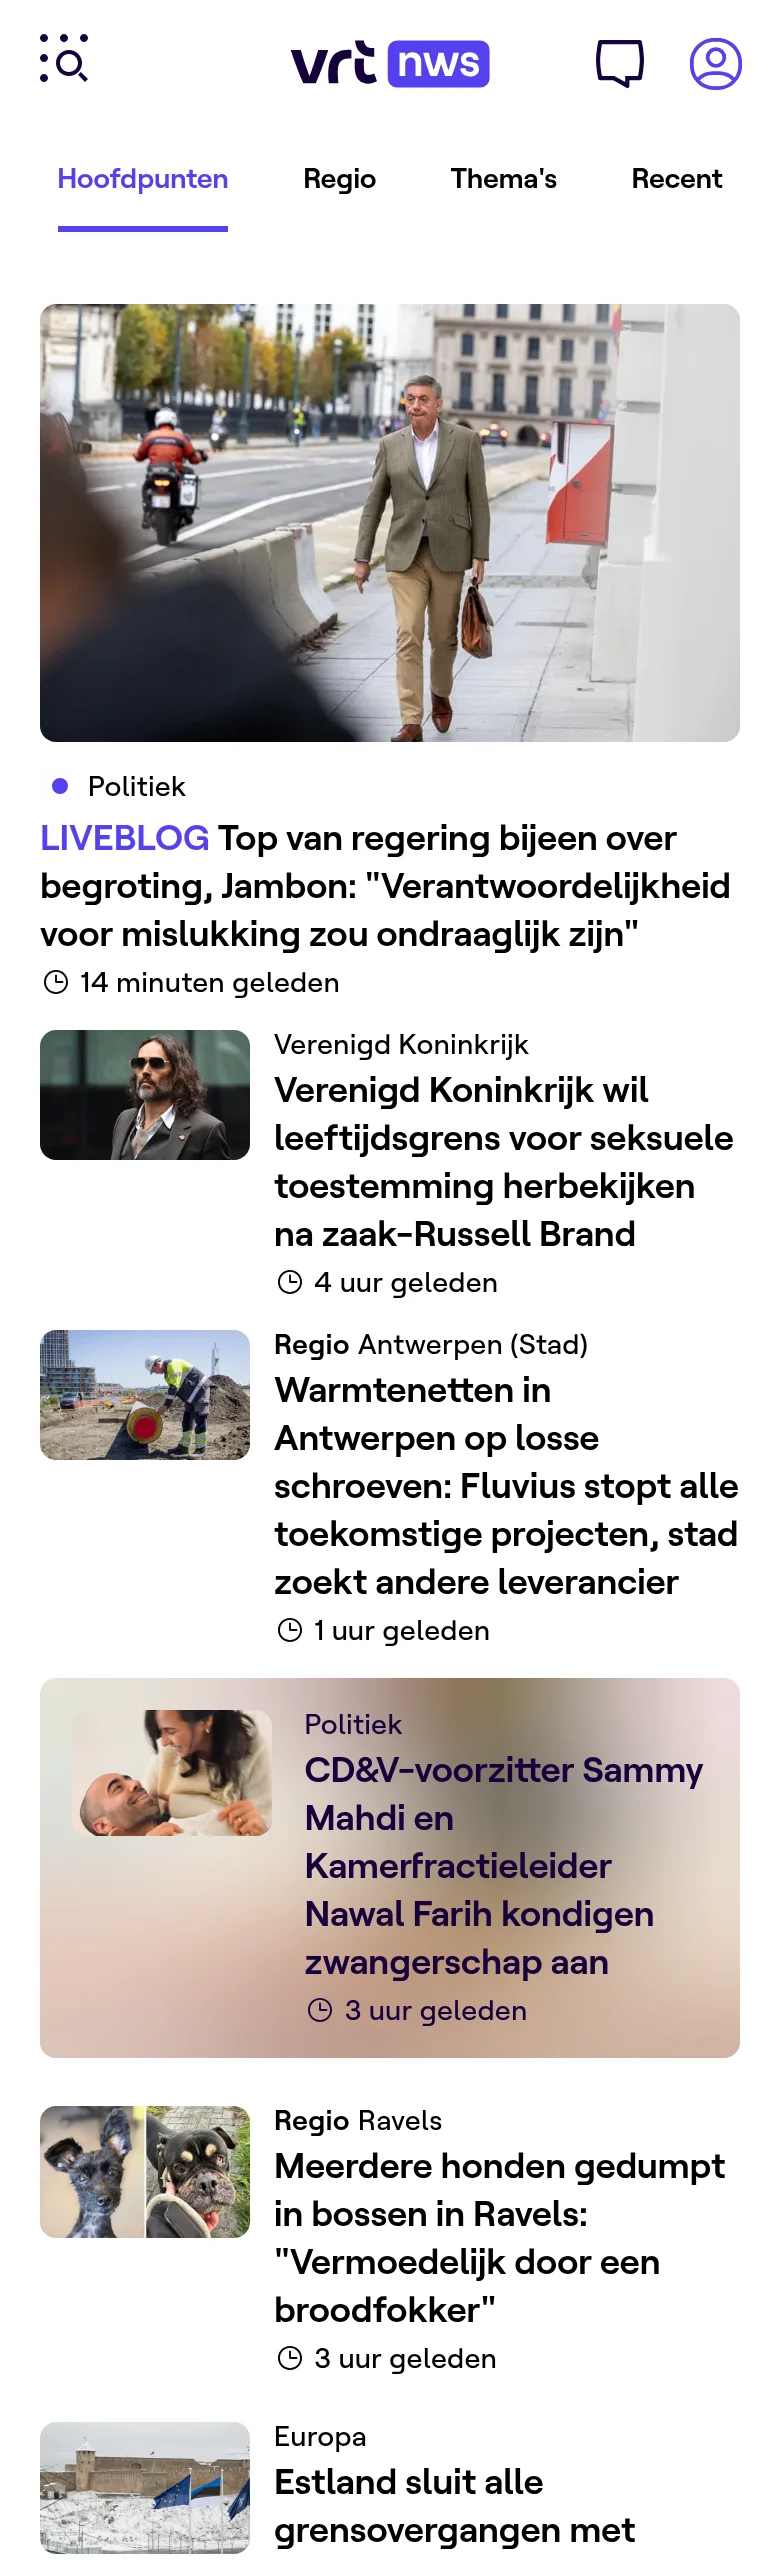 vrt nws
Hoofdpunten Regio Thema's Recent
Politiek
LIVEBLOG Top van regering bijeen over
begroting, Jambon: "Verantwoordelijkheid
voor mislukking zou ondraaglijk zijn"
14 minuten geleden
Verenigd Koninkrijk
Verenigd Koninkrijk wil
leeftijdsgrens voor seksuele
toestemming herbekijken
na zaak-Russell Brand
4 uur geleden
Regio Antwerpen (Stad)
Warmtenetten in
Antwerpen op losse
schroeven: Fluvius stopt alle
toekomstige projecten, stad
zoekt andere leverancier
1 uur geleden
Politiek
CD&V-voorzitter Sammy
Mahdi en
Kamerfractieleider
Nawal Farih kondigen
zwangerschap aan
3 uur geleden
Regio Ravels
Meerdere honden gedumpt
in bossen in Ravels:
"Vermoedelijk door een
broodfokker"
3 uur geleden
Europa
Estland sluit alle
grensovergangen met